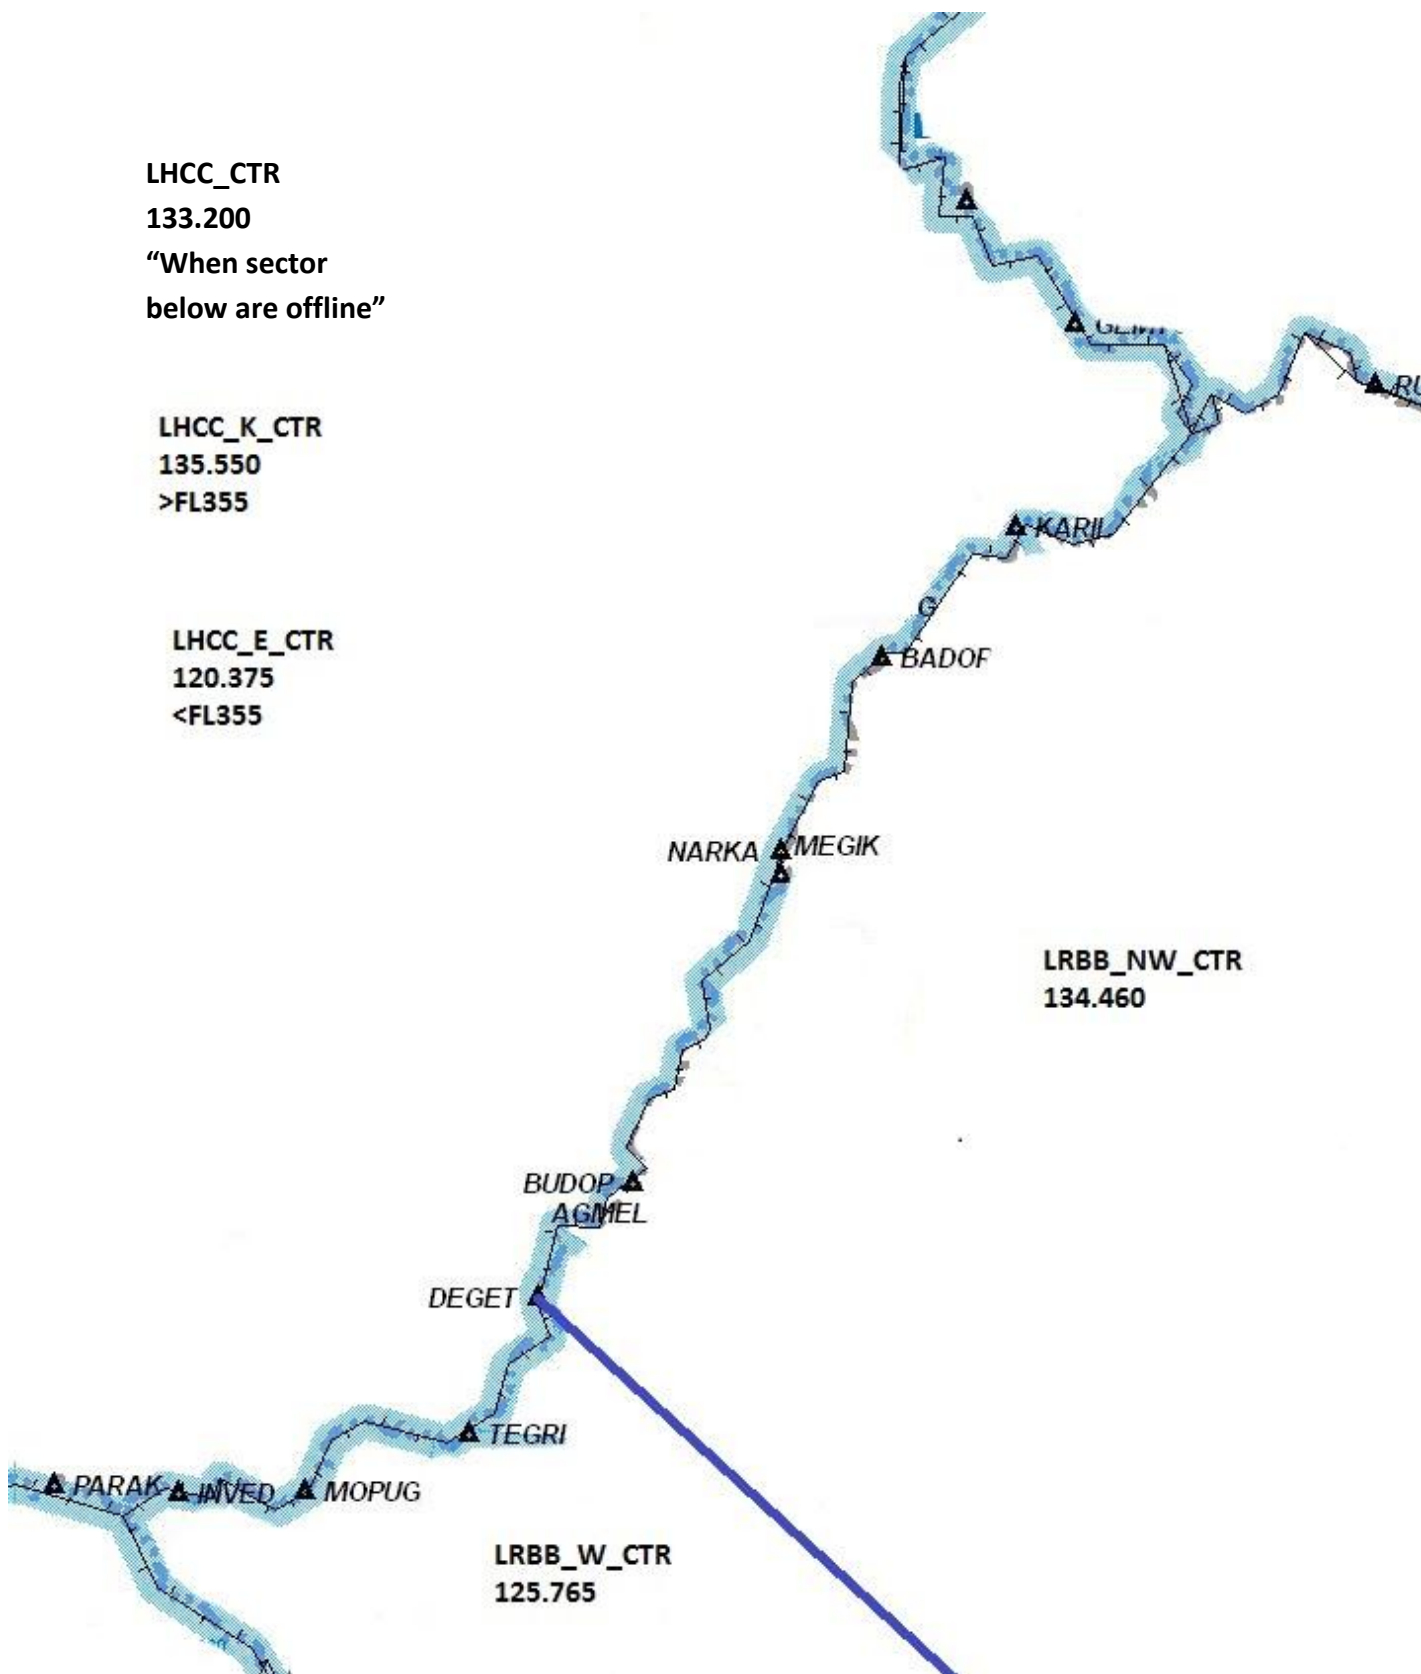 LHCC_CTR
133.200
“When sector
below are offline”
LHCC_K_CTR
135.550
>FL355
KARIL
G
LHCC_E_CTR
120.375
<FL355
BADOF
NARKA
MEGIK
LRBB_NW_CTR
134.460
BUDOP
AGMEL
DEGET
TEGRI
PARAK
INVED
MOPUG
LRBB_W_CTR
125.765